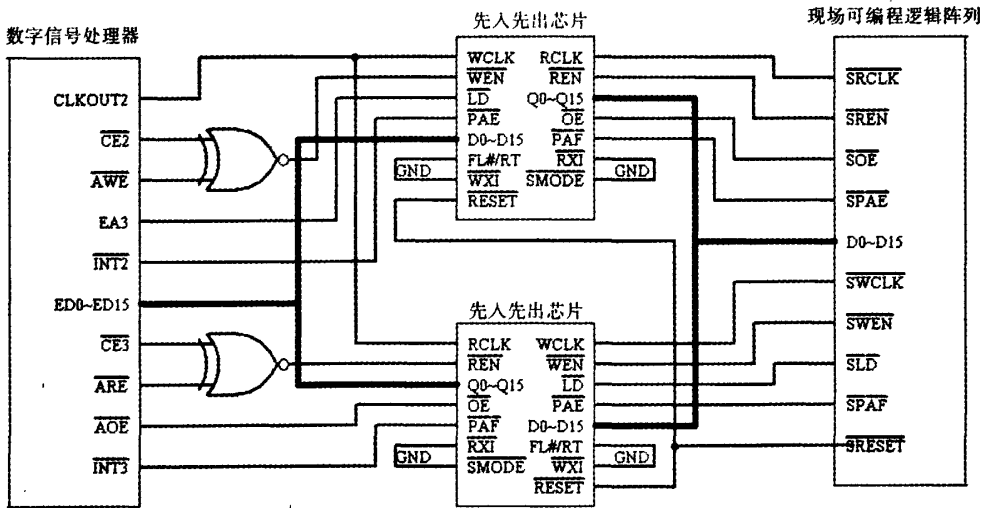 数字信号处理器
CLKOUT2
CE2
AWE
EA3
INT2
ED0~ED15
CE3
ARE
AOE
INT3
先入先出芯片
WCLK
WEN
LD
PAE
D0~D15
FL#/RT
WXI
RESET
GND
RCLK
REN
Q0~Q15
OE
PAF
RXI
SMODE
GND
先入先出芯片
RCLK
REN
Q0~Q15
OE
PAF
RXI
SMODE
GND
WCLK
WEN
LD
PAE
D0~D15
FL#/RT
WXI
RESET
GND
现场可编程逻辑阵列
SRCLK
SREN
SOE
SPAE
D0~D15
SWCLK
SWEN
SLD
SPAF
SRESET